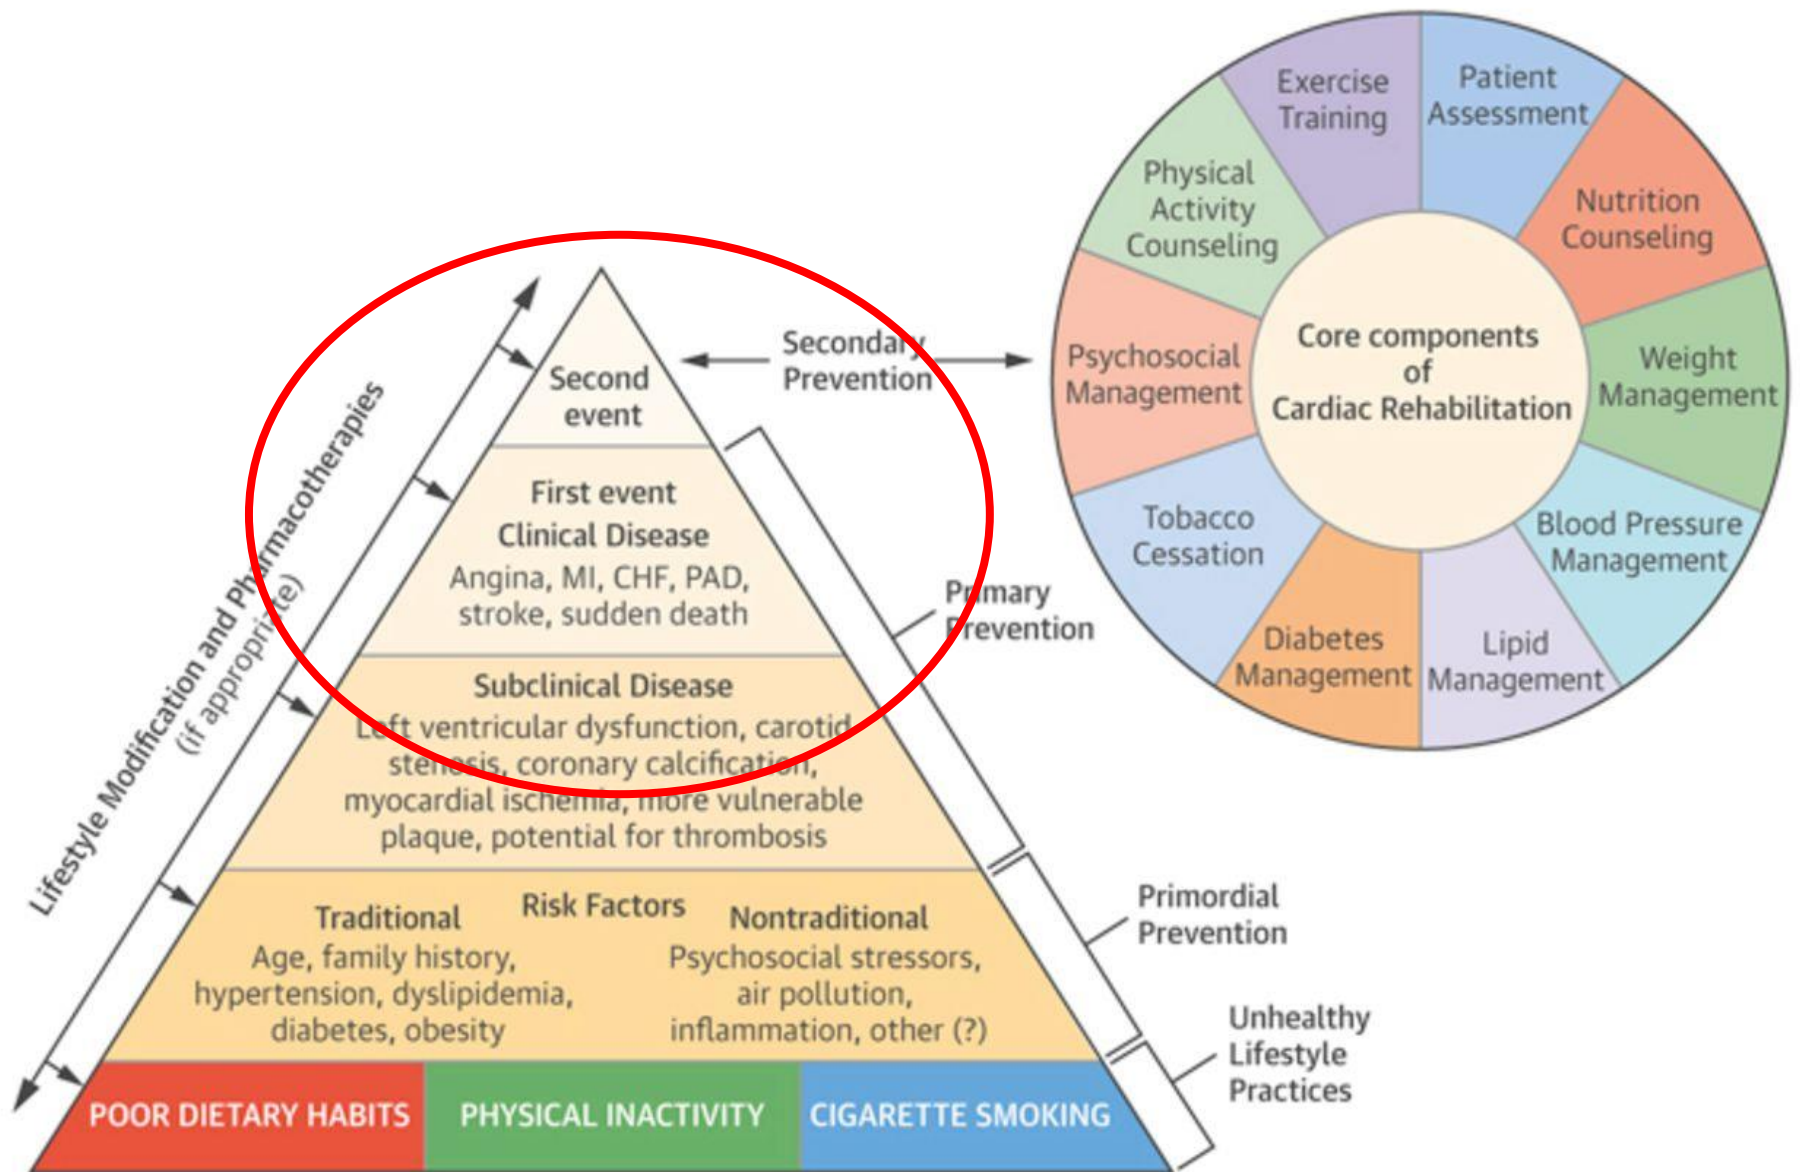 Exercise
Training
Patient
Assessment
Physical
Activity
Counseling
Nutrition
Counseling
Psychosocial
Management
Core components
of
Cardiac Rehabilitation
Weight
Management
Tobacco
Cessation
Blood Pressure
Management
Diabetes
Management
Lipid
Management
Secondary
Prevention
Second
event
Lifestyle Modification and Pharmacotherapies
(if appropriate)
First event
Clinical Disease
Angina, MI, CHF, PAD,
stroke, sudden death
Primary
Prevention
Subclinical Disease
Left ventricular dysfunction, carotid
stenosis, coronary calcification,
myocardial ischemia, more vulnerable
plaque, potential for thrombosis
Risk Factors
Traditional
Age, family history,
hypertension, dyslipidemia,
diabetes, obesity
Nontraditional
Psychosocial stressors,
air pollution,
inflammation, other (?)
Primordial
Prevention
Unhealthy
Lifestyle
Practices
POOR DIETARY HABITS
PHYSICAL INACTIVITY
CIGARETTE SMOKING